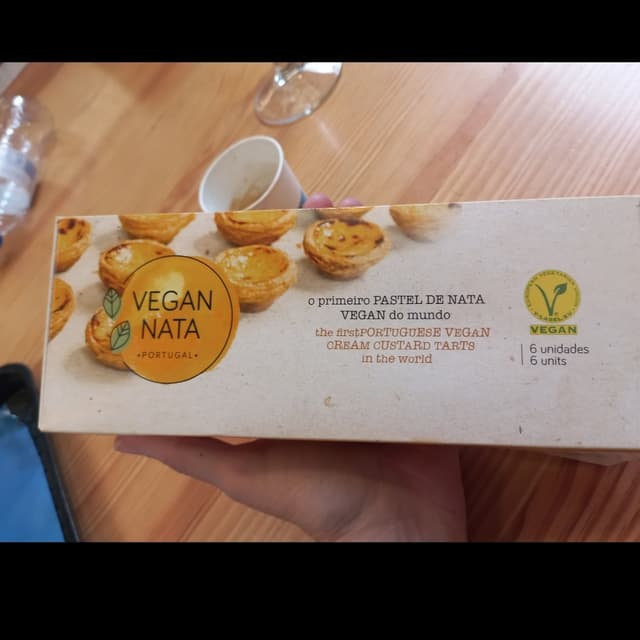 VEGAN
NATA
•PORTUGAL•
o primeiro PASTEL DE NATA
VEGAN do mundo
the firstPORTUGUESE VEGAN
CREAM CUSTARD TARTS
in the world
VEGAN
6 unidades
6 units